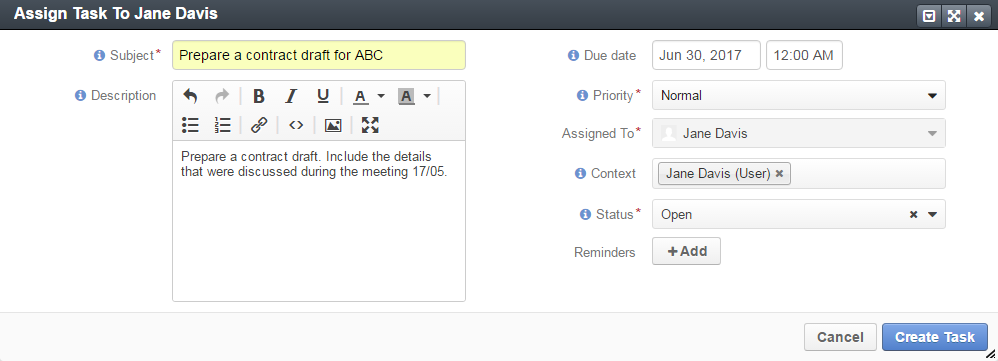 Assign Task To Jane Davis
Subject*
Prepare a contract draft for ABC
Description
B I U A A
Prepare a contract draft. Include the details
that were discussed during the meeting 17/05.
Due date
Jun 30, 2017
12:00 AM
Priority*
Normal
Assigned To*
Jane Davis
Context
Jane Davis (User)
Status*
Open
Reminders
+Add
Cancel
Create Task